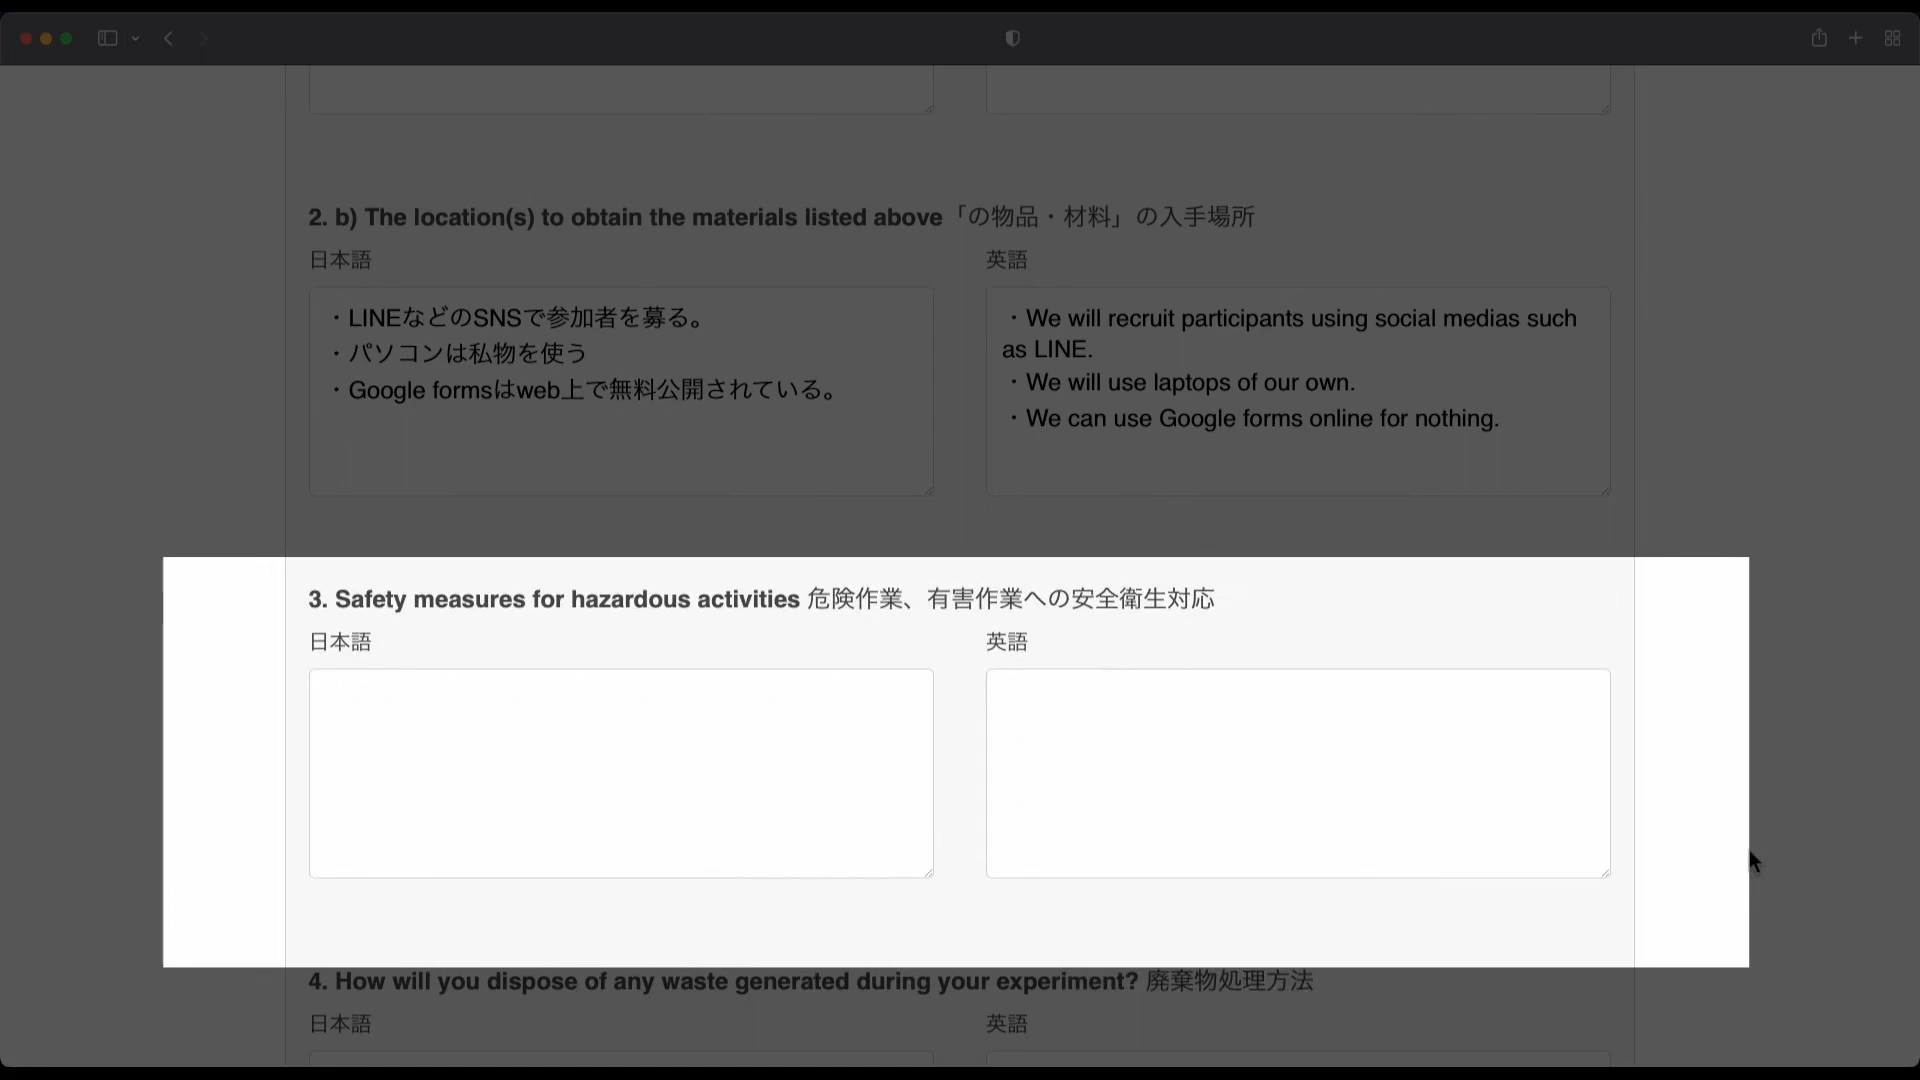 2. b) The location(s) to obtain the materials listed above「の物品・材料」の入手場所
日本語
英語
・LINEなどのSNSで参加者を募る。
・パソコンは私物を使う
・Google formsはweb上で無料公開されている。
・We will recruit participants using social medias such
as LINE.
・We will use laptops of our own.
・We can use Google forms online for nothing.
3. Safety measures for hazardous activities 危険作業、有害作業への安全衛生対応
日本語
英語
4. How will you dispose of any waste generated during your experiment? 廃棄物処理方法
日本語
英語